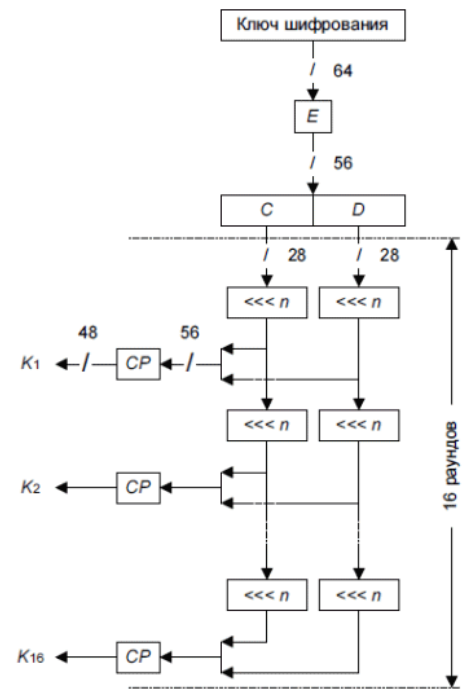 Ключ шифрования
/ 64
E
/ 56
C D
/ 28 / 28
<<< n <<< n
48 56
K1 / CP /
<<< n <<< n
K2 CP
16 раундов
<<< n <<< n
K16 CP